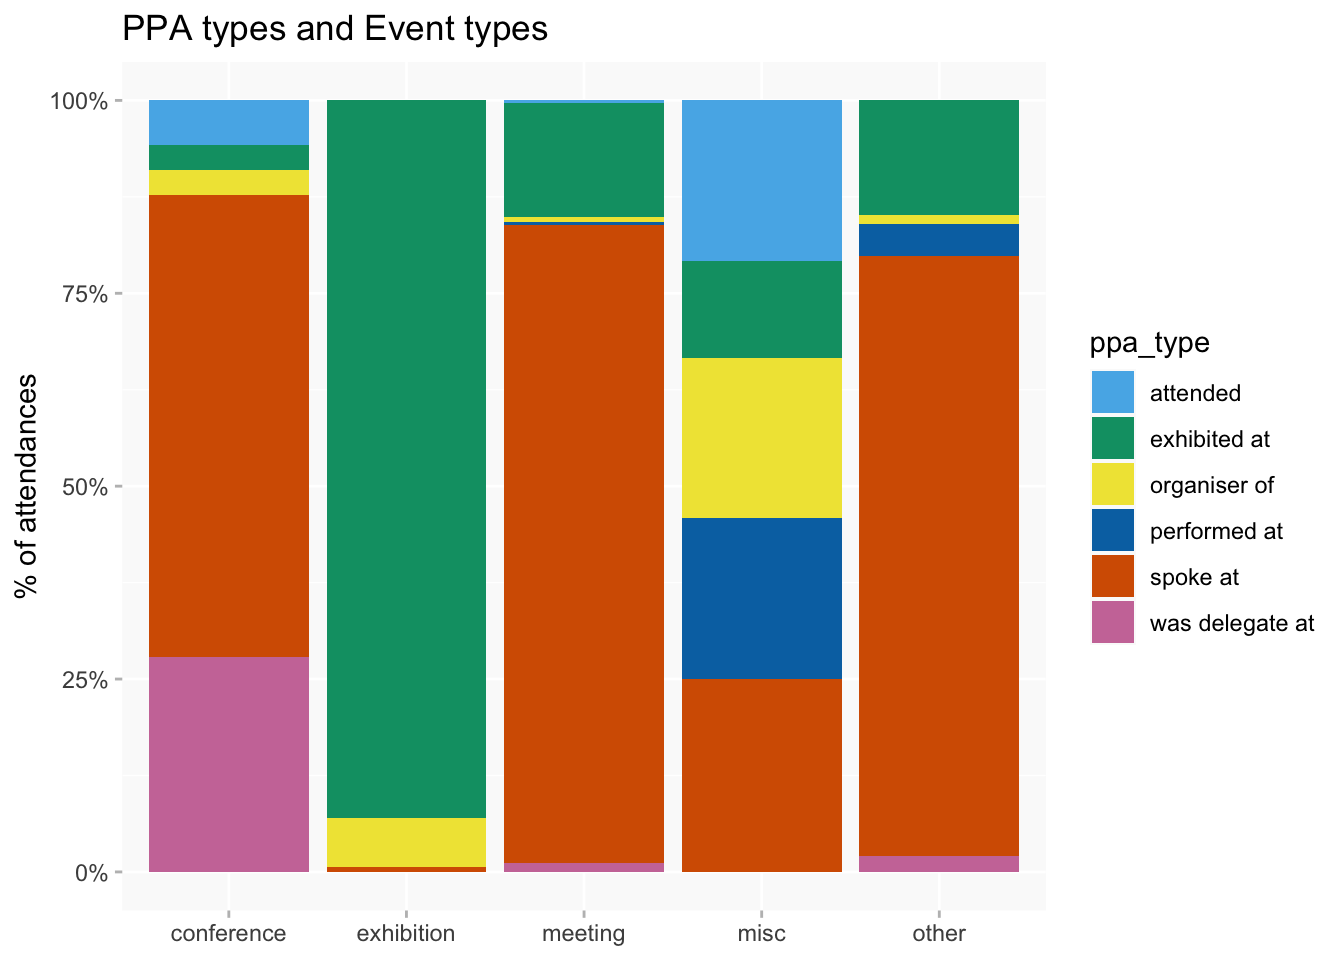 PPA types and Event types
% of attendances
100%
75%
50%
25%
0%
conference
exhibition
meeting
misc
other
ppa_type
attended
exhibited at
organiser of
performed at
spoke at
was delegate at